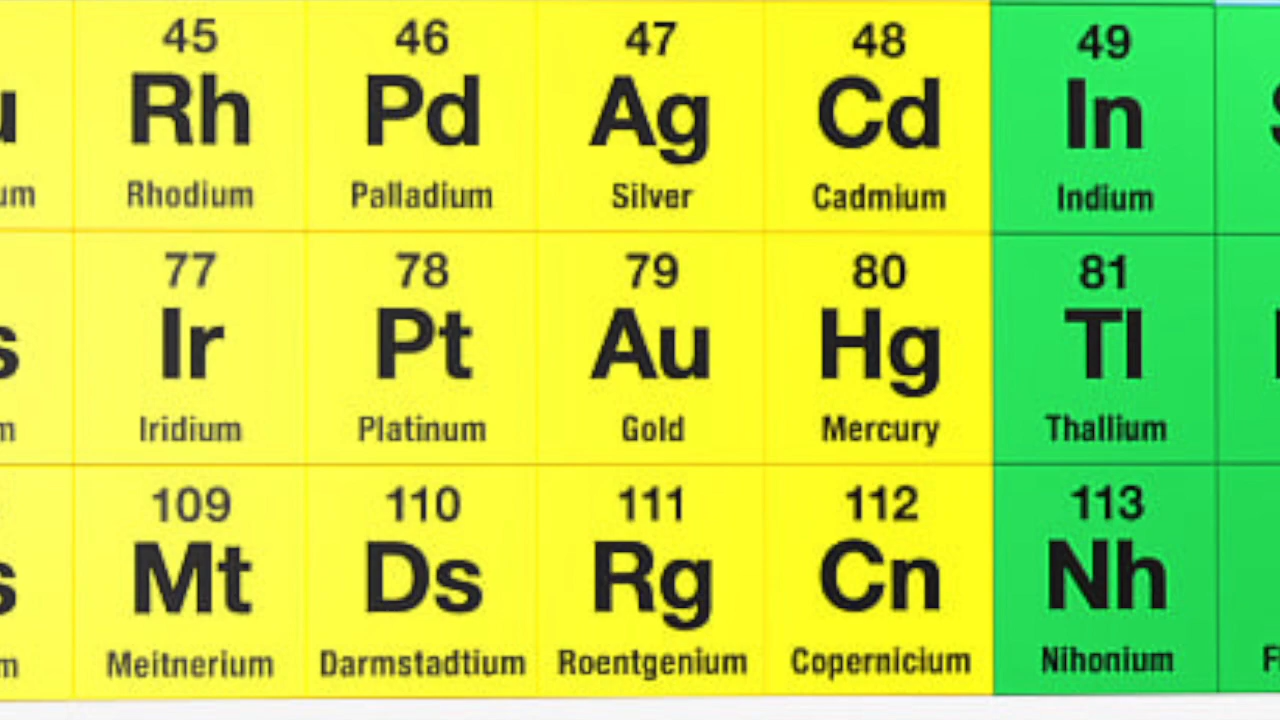 45 46 47 48 49
u Rh Pd Ag Cd In S
um Rhodium Palladium Silver Cadmium Indium
77 78 79 80 81
s Ir Pt Au Hg Tl
m Iridium Platinum Gold Mercury Thallium
109 110 111 112 113
s Mt Ds Rg Cn Nh
m Meitnerium Darmstadtium Roentgenium Copernicium Nihonium F